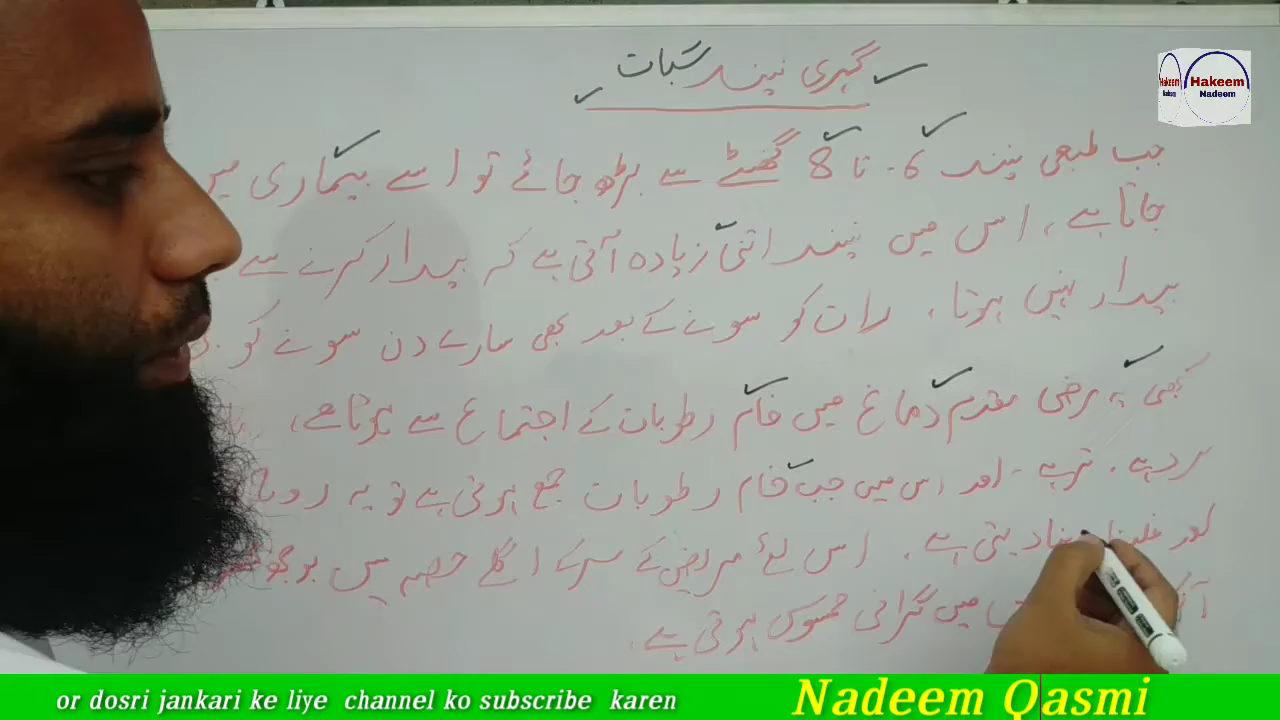 گہری نیند سُبات
جب طبعی نیند 6 ۔ تا 8 گھنٹے سے بڑھ جائے تو اسے بیماری میں
جاتا ہے ، اس میں نیند اتنی زیادہ آتی ہے کہ بیدار کرنے سے
بیدار نہیں ہوتا ، رات کو سونے کے بعد بھی سارے دن سونے کو
یہ مرض مقدم دماغ میں خام رطوبات کے اجتماع سے ہوتا ہے ،
سرد ہے ۔ تر ہے ۔ اور اس میں جب خام رطوبات جمع ہوتی ہے تو یہ
اور غلیظ بنا دیتی ہے ۔ اس لئے مریض کے سر کے اگلے حصہ میں بوجھ
میں گرانی محسوس ہوتی ہے ۔
Hakeem
Nadeem
or dosri jankari ke liye channel ko subscribe karen
Nadeem Qasmi